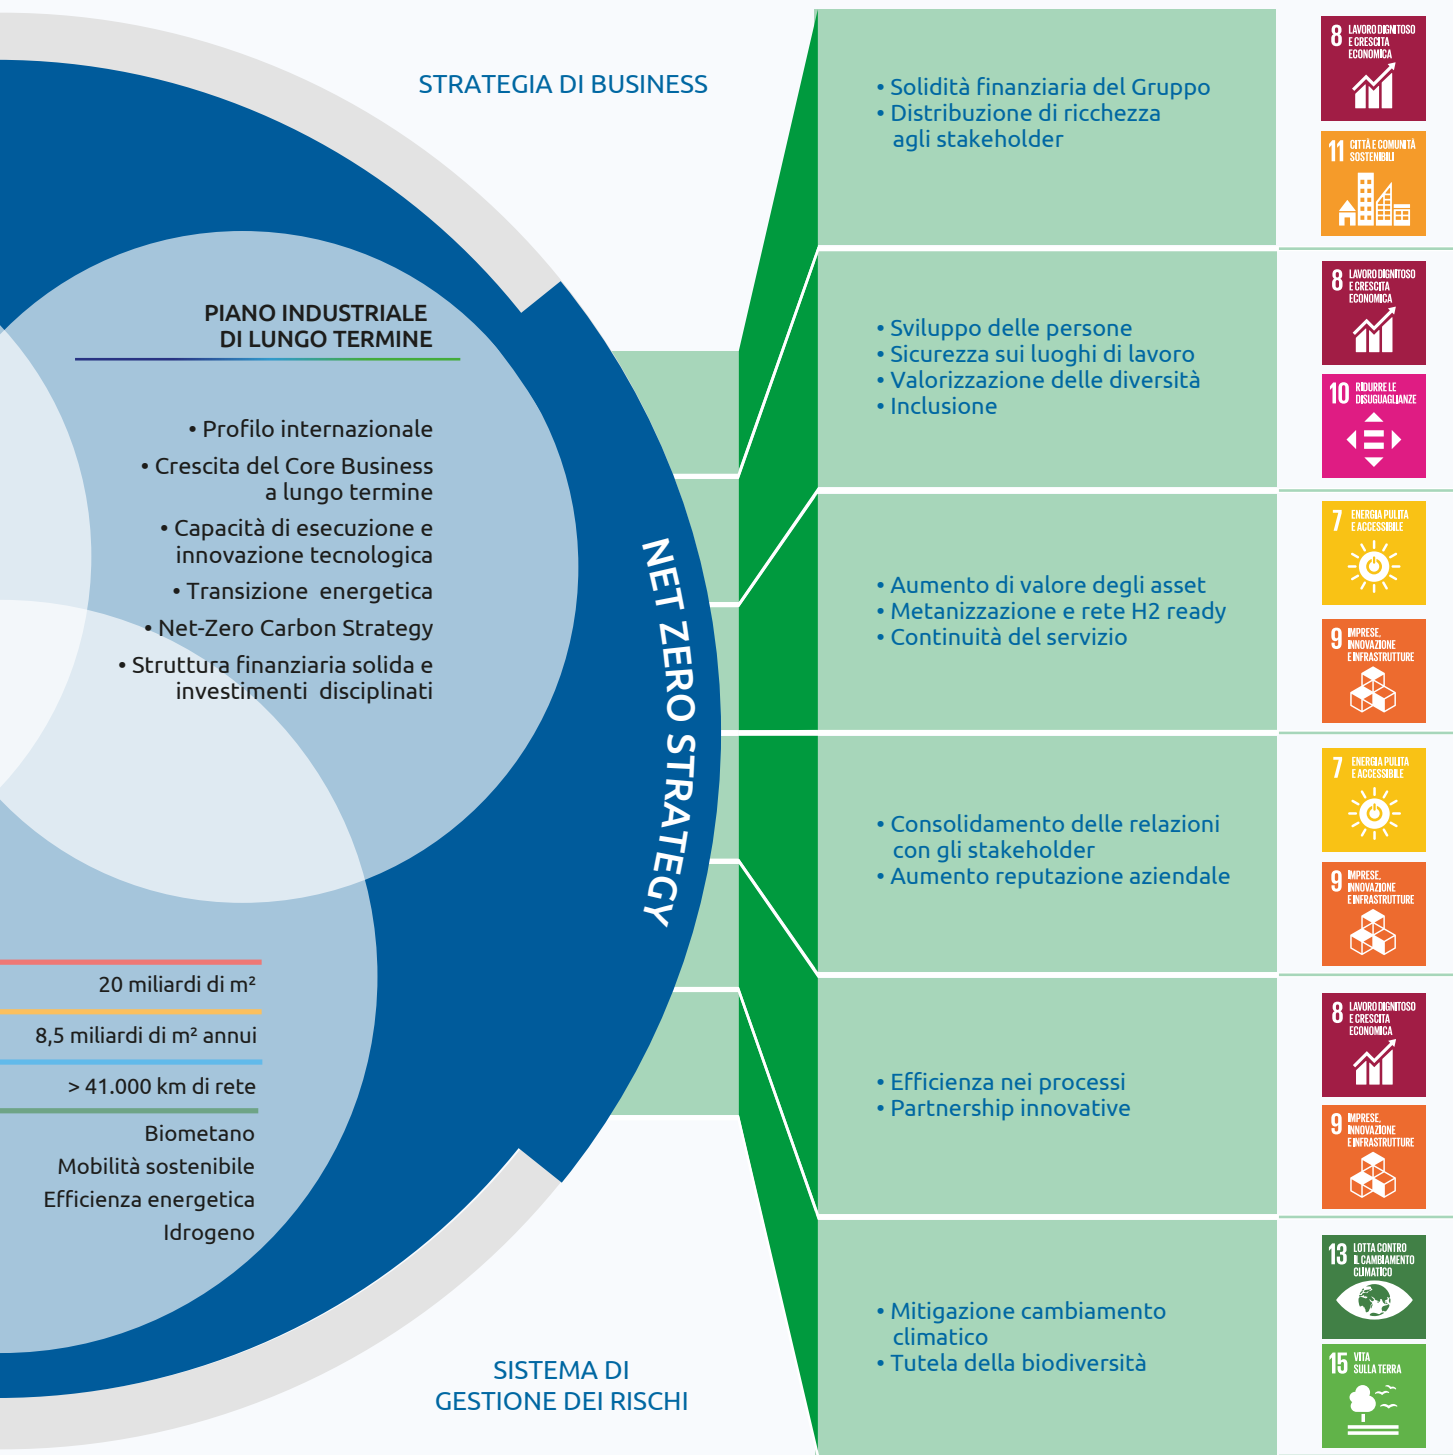 STRATEGIA DI BUSINESS
PIANO INDUSTRIALE
DI LUNGO TERMINE
• Profilo internazionale
• Crescita del Core Business
a lungo termine
• Capacità di esecuzione e
innovazione tecnologica
• Transizione energetica
• Net-Zero Carbon Strategy
• Struttura finanziaria solida e
investimenti disciplinati
20 miliardi di m²
8,5 miliardi di m² annui
> 41.000 km di rete
Biometano
Mobilità sostenibile
Efficienza energetica
Idrogeno
NET ZERO STRATEGY
SISTEMA DI
GESTIONE DEI RISCHI
• Solidità finanziaria del Gruppo
• Distribuzione di ricchezza
agli stakeholder
8 LAVORO DIGNITOSO
E CRESCITA
ECONOMICA
11 CITTÀ E COMUNITÀ
SOSTENIBILI
• Sviluppo delle persone
• Sicurezza sui luoghi di lavoro
• Valorizzazione delle diversità
• Inclusione
8 LAVORO DIGNITOSO
E CRESCITA
ECONOMICA
10 RIDURRE LE
DISUGUAGLIANZE
• Aumento di valore degli asset
• Metanizzazione e rete H2 ready
• Continuità del servizio
7 ENERGIA PULITA
E ACCESSIBILE
9 IMPRESE,
INNOVAZIONE
E INFRASTRUTTURE
• Consolidamento delle relazioni
con gli stakeholder
• Aumento reputazione aziendale
7 ENERGIA PULITA
E ACCESSIBILE
9 IMPRESE,
INNOVAZIONE
E INFRASTRUTTURE
• Efficienza nei processi
• Partnership innovative
8 LAVORO DIGNITOSO
E CRESCITA
ECONOMICA
9 IMPRESE,
INNOVAZIONE
E INFRASTRUTTURE
• Mitigazione cambiamento
climatico
• Tutela della biodiversità
13 LOTTA CONTRO
IL CAMBIAMENTO
CLIMATICO
15 VITA
SULLA TERRA